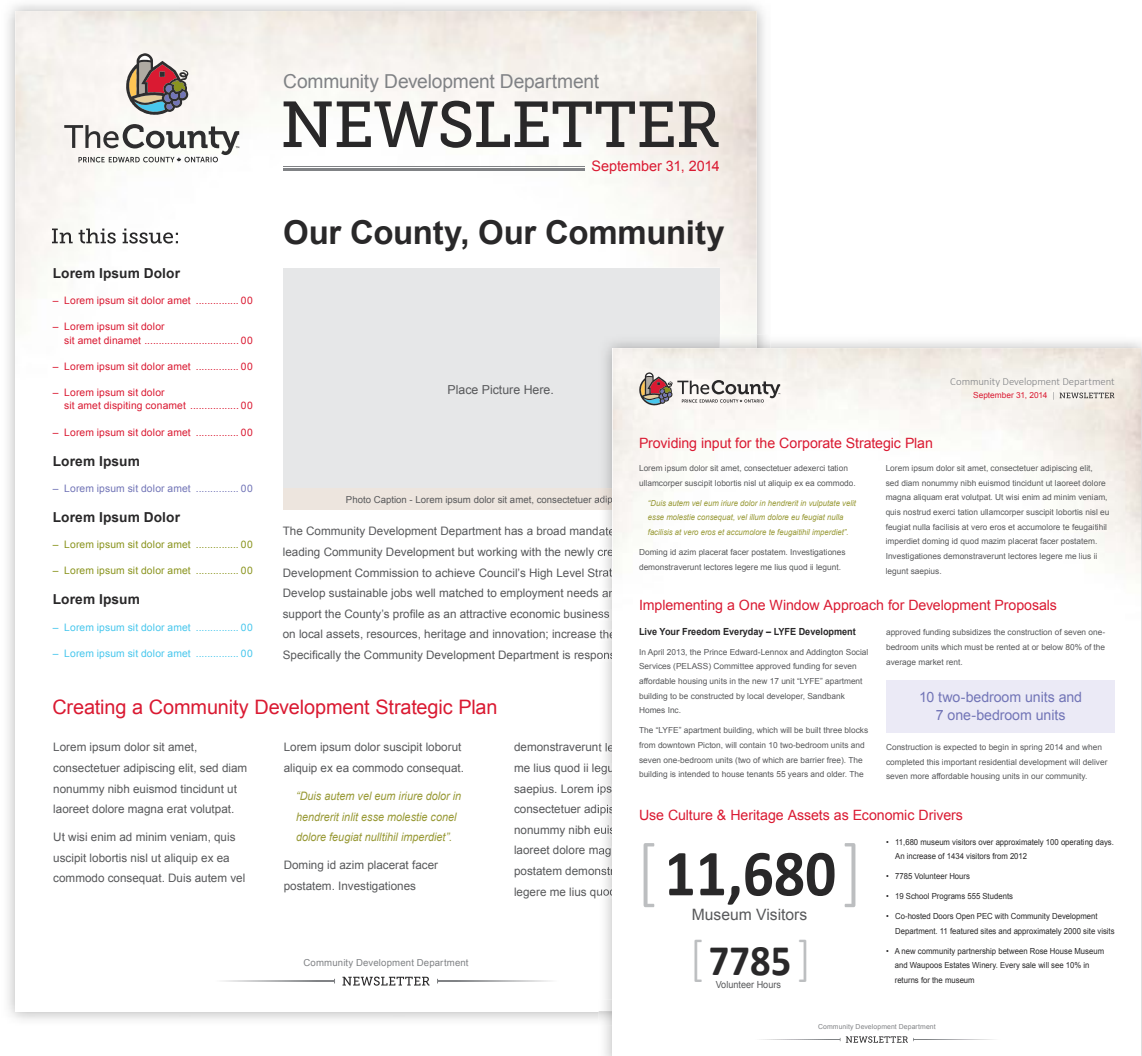 TheCounty
PRINCE EDWARD COUNTY ♦ ONTARIO
Community Development Department
NEWSLETTER
September 31, 2014
In this issue:
Lorem Ipsum Dolor
– Lorem ipsum sit dolor amet ............... 00
– Lorem ipsum sit dolor
sit amet dinamet ................................. 00
– Lorem ipsum sit dolor amet ............... 00
– Lorem ipsum sit dolor
sit amet dispiting conamet ................. 00
– Lorem ipsum sit dolor amet ............... 00
Lorem Ipsum
– Lorem ipsum sit dolor amet ............... 00
Lorem Ipsum Dolor
– Lorem ipsum sit dolor amet ............... 00
– Lorem ipsum sit dolor amet ............... 00
Lorem Ipsum
– Lorem ipsum sit dolor amet ............... 00
– Lorem ipsum sit dolor amet ............... 00
Our County, Our Community
Place Picture Here.
Photo Caption - Lorem ipsum dolor sit amet, consectetuer adip
The Community Development Department has a broad mandate
leading Community Development but working with the newly cre
Development Commission to achieve Council's High Level Strat
Develop sustainable jobs well matched to employment needs an
support the County's profile as an attractive economic business
on local assets, resources, heritage and innovation; increase the
Specifically the Community Development Department is respons
Creating a Community Development Strategic Plan
Lorem ipsum dolor sit amet,
consectetuer adipiscing elit, sed diam
nonummy nibh euismod tincidunt ut
laoreet dolore magna erat volutpat.
Ut wisi enim ad minim veniam, quis
uscipit lobortis nisl ut aliquip ex ea
commodo consequat. Duis autem vel
Lorem ipsum dolor suscipit loborut
aliquip ex ea commodo consequat.
“Duis autem vel eum iriure dolor in
hendrerit inlit esse molestie conel
dolore feugiat nulltihil imperdiet”.
Doming id azim placerat facer
postatem. Investigationes
demonstraverunt le
me lius quod ii legu
saepius. Lorem ips
consectetuer adipis
nonummy nibh euis
laoreet dolore mag
postatem demonstr
legere me lius quod
Community Development Department
NEWSLETTER
TheCounty
PRINCE EDWARD COUNTY ♦ ONTARIO
Community Development Department
September 31, 2014 | NEWSLETTER
Providing input for the Corporate Strategic Plan
Lorem ipsum dolor sit amet, consectetuer adexerci tation
ullamcorper suscipit lobortis nisl ut aliquip ex ea commodo.
“Duis autem vel eum iriure dolor in hendrerit in vulputate velit
esse molestie consequat, vel illum dolore eu feugiat nulla
facilisis at vero eros et accumolore te feugaitihil imperdiet”.
Doming id azim placerat facer postatem. Investigationes
demonstraverunt lectores legere me lius quod ii legunt.
Lorem ipsum dolor sit amet, consectetuer adipiscing elit,
sed diam nonummy nibh euismod tincidunt ut laoreet dolore
magna aliquam erat volutpat. Ut wisi enim ad minim veniam,
quis nostrud exerci tation ullamcorper suscipit lobortis nisl eu
feugiat nulla facilisis at vero eros et accumolore te feugaitihil
imperdiet doming id quod mazim placerat facer postatem.
Investigationes demonstraverunt lectores legere me lius ii
legunt saepius.
Implementing a One Window Approach for Development Proposals
Live Your Freedom Everyday – LYFE Development
In April 2013, the Prince Edward-Lennox and Addington Social
Services (PELASS) Committee approved funding for seven
affordable housing units in the new 17 unit “LYFE” apartment
building to be constructed by local developer, Sandbank
Homes Inc.
The “LYFE” apartment building, which will be built three blocks
from downtown Picton, will contain 10 two-bedroom units and
seven one-bedroom units (two of which are barrier free). The
building is intended to house tenants 55 years and older. The
approved funding subsidizes the construction of seven one-
bedroom units which must be rented at or below 80% of the
average market rent.
10 two-bedroom units and
7 one-bedroom units
Construction is expected to begin in spring 2014 and when
completed this important residential development will deliver
seven more affordable housing units in our community.
Use Culture & Heritage Assets as Economic Drivers
[ 11,680 ]
Museum Visitors
[ 7785 ]
Volunteer Hours
• 11,680 museum visitors over approximately 100 operating days.
An increase of 1434 visitors from 2012
• 7785 Volunteer Hours
• 19 School Programs 555 Students
• Co-hosted Doors Open PEC with Community Development
Department. 11 featured sites and approximately 2000 site visits
• A new community partnership between Rose House Museum
and Waupoos Estates Winery. Every sale will see 10% in
returns for the museum
Community Development Department
NEWSLETTER